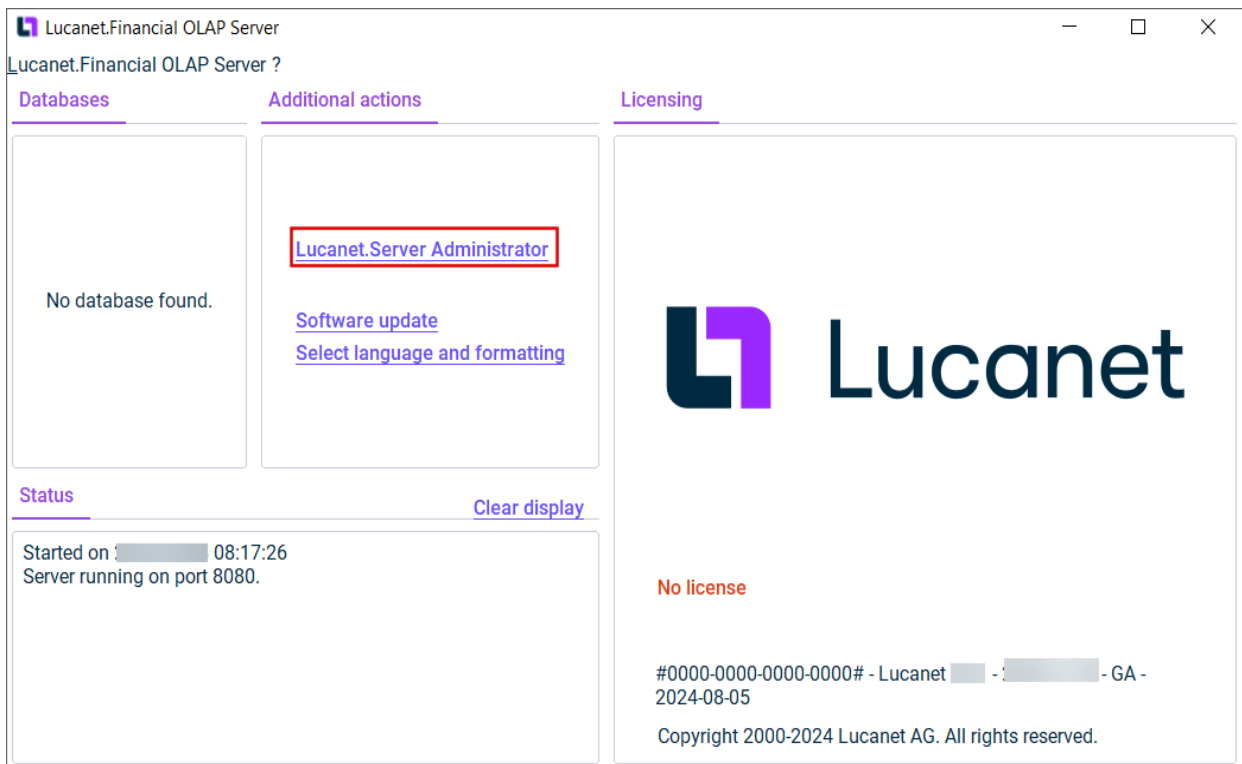 Lucanet.Financial OLAP Server
Lucanet.Financial OLAP Server ?
Databases
Additional actions
Licensing
No database found.
Lucanet.Server Administrator
Software update
Select language and formatting
Lucanet
Status
Clear display
Started on 08:17:26
Server running on port 8080.
No license
#0000-0000-0000-0000# - Lucanet - - GA -
2024-08-05
Copyright 2000-2024 Lucanet AG. All rights reserved.